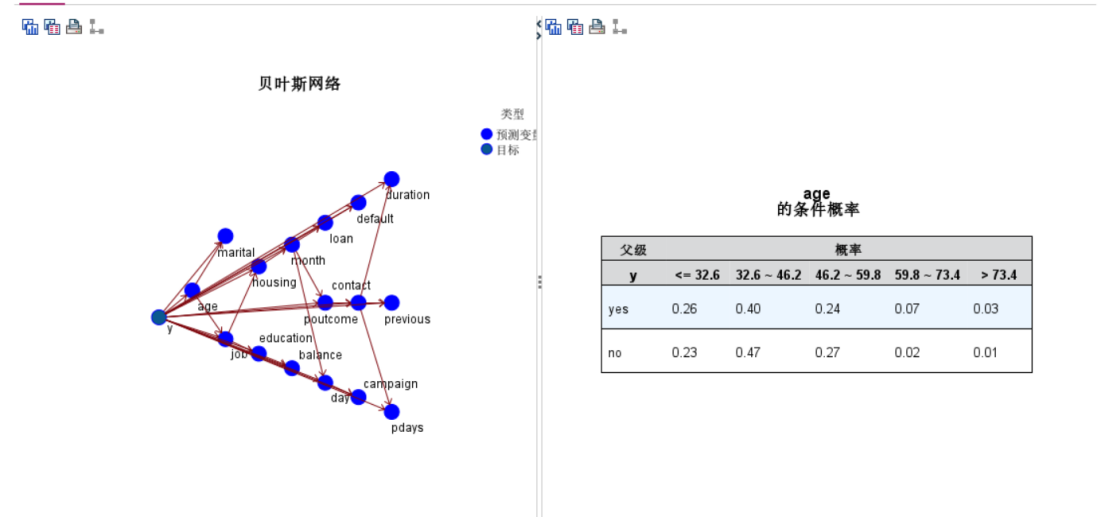 贝叶斯网络
类型
预测变
目标
duration
default
loan
marital
month
housing
contact
age
poutcome
previous
y
education
job
balance
campaign
day
pdays
age
的条件概率
父级 概率
y <= 32.6 32.6 ~ 46.2 46.2 ~ 59.8 59.8 ~ 73.4 > 73.4
yes 0.26 0.40 0.24 0.07 0.03
no 0.23 0.47 0.27 0.02 0.01